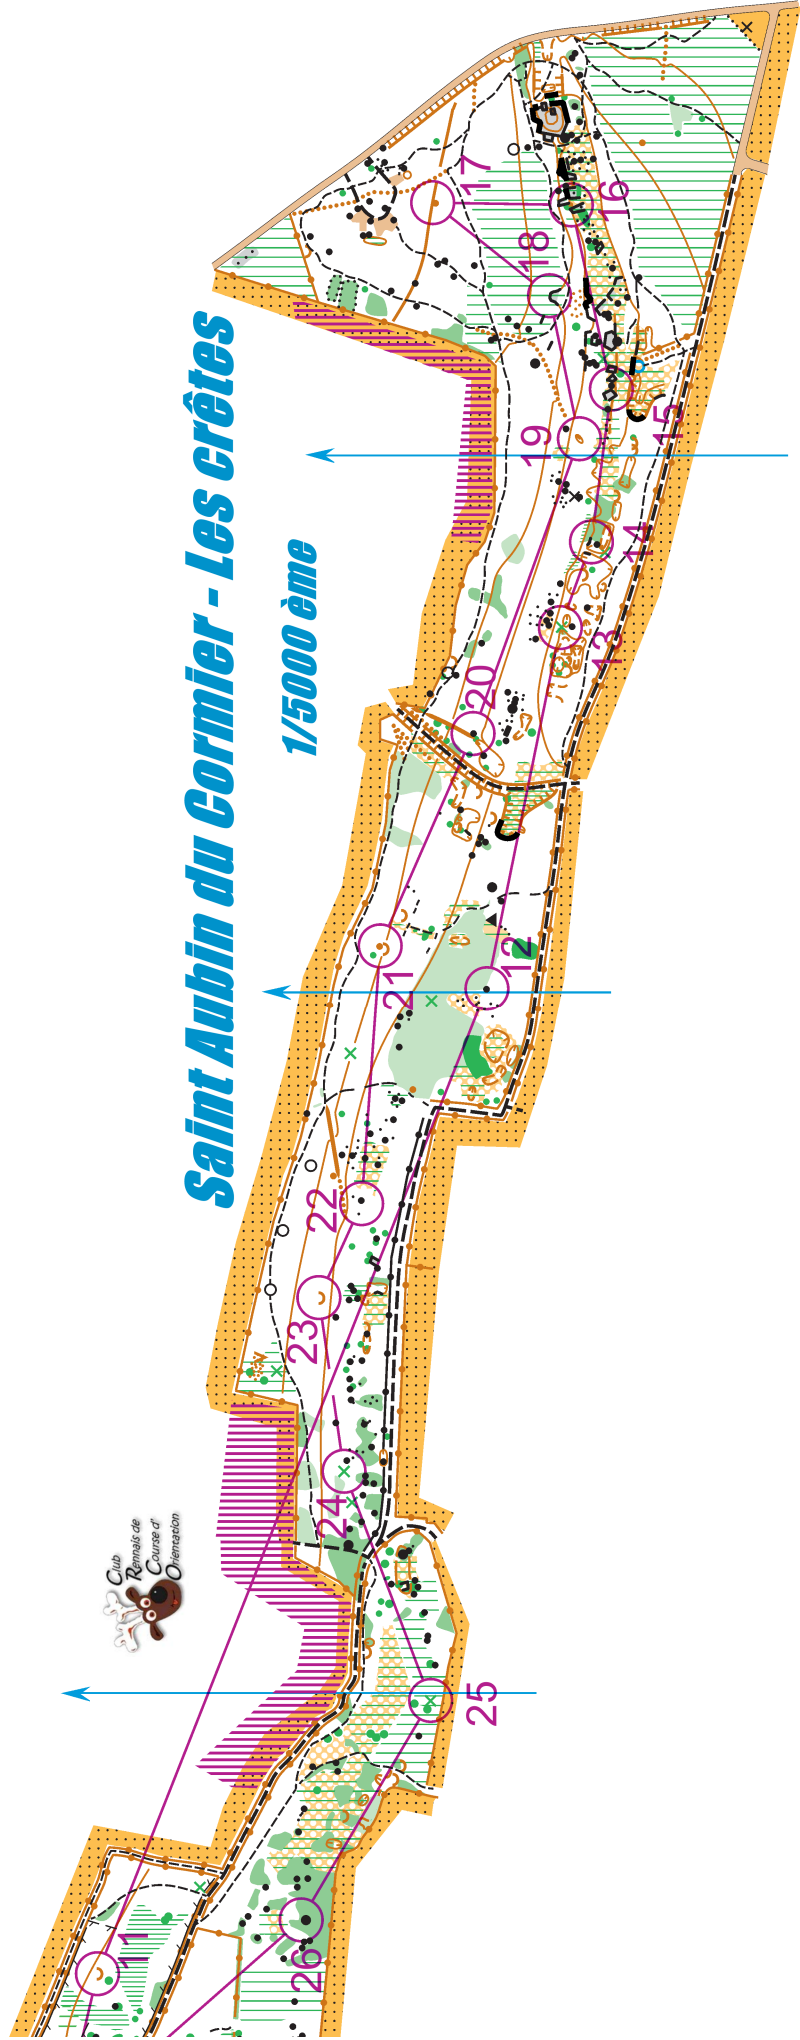 Saint Aubin du Cormier - Les crêtes
1/5000 ème
Club
Rennais de
Course d'
Orientation
17
16
18
15
19
14
13
20
12
21
22
23
24
25
11
26